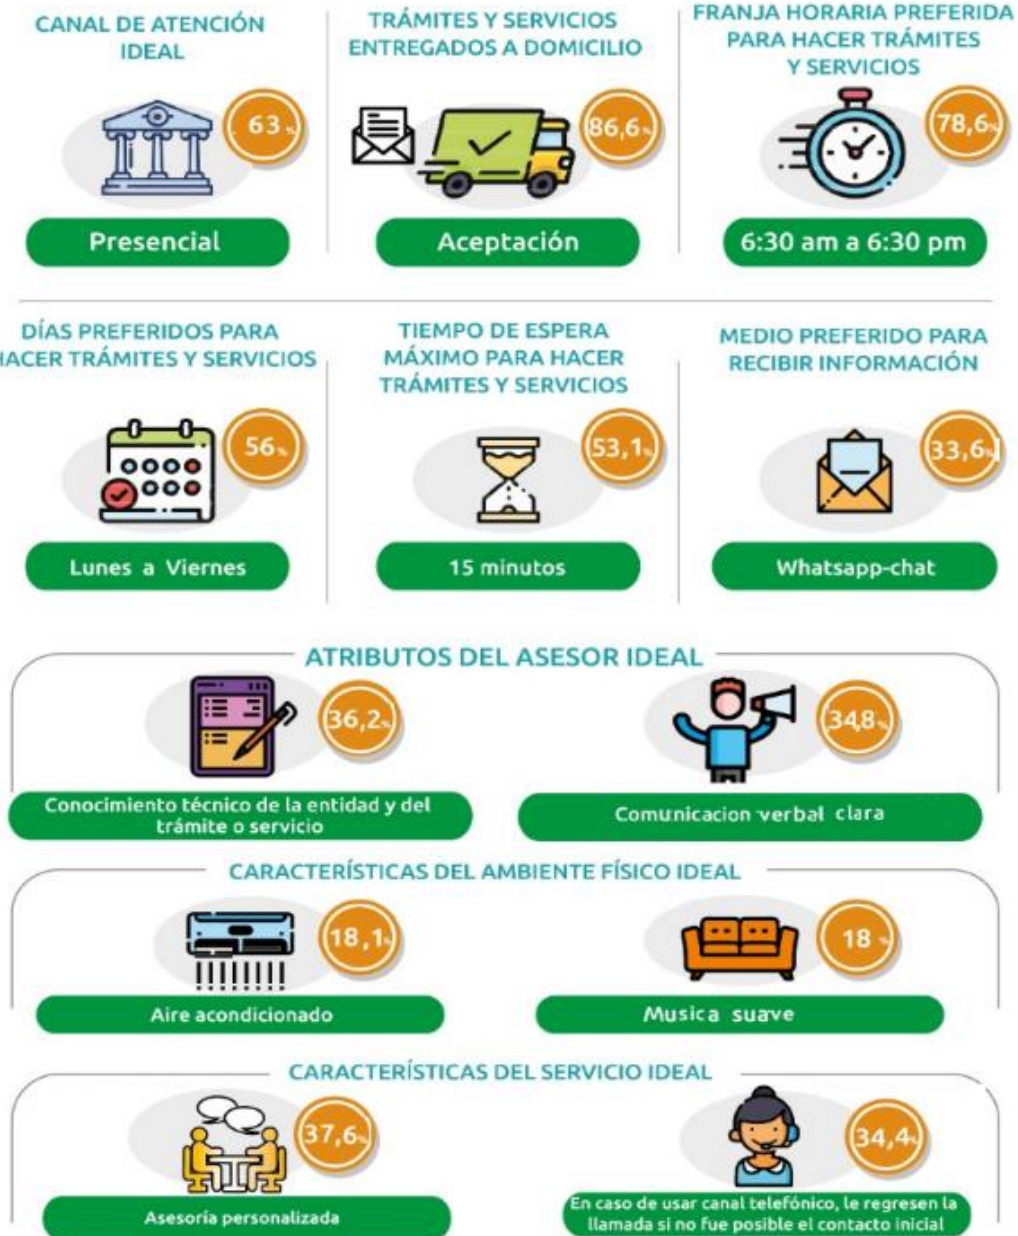 CANAL DE ATENCIÓN
IDEAL
63 %
Presencial
TRÁMITES Y SERVICIOS
ENTREGADOS A DOMICILIO
86,6%
Aceptación
FRANJA HORARIA PREFERIDA
PARA HACER TRÁMITES
Y SERVICIOS
78,6%
6:30 am a 6:30 pm
DÍAS PREFERIDOS PARA
HACER TRÁMITES Y SERVICIOS
56%
Lunes a Viernes
TIEMPO DE ESPERA
MÁXIMO PARA HACER
TRÁMITES Y SERVICIOS
53,1%
15 minutos
MEDIO PREFERIDO PARA
RECIBIR INFORMACIÓN
33,6%
Whatsapp-chat
ATRIBUTOS DEL ASESOR IDEAL
36,2%
Conocimiento técnico de la entidad y del
trámite o servicio
34,8%
Comunicacion verbal clara
CARACTERÍSTICAS DEL AMBIENTE FÍSICO IDEAL
18,1%
Aire acondicionado
18 %
Musica suave
CARACTERÍSTICAS DEL SERVICIO IDEAL
37,6%
Asesoría personalizada
34,4%
En caso de usar canal telefónico, le regresen la
llamada si no fue posible el contacto inicial